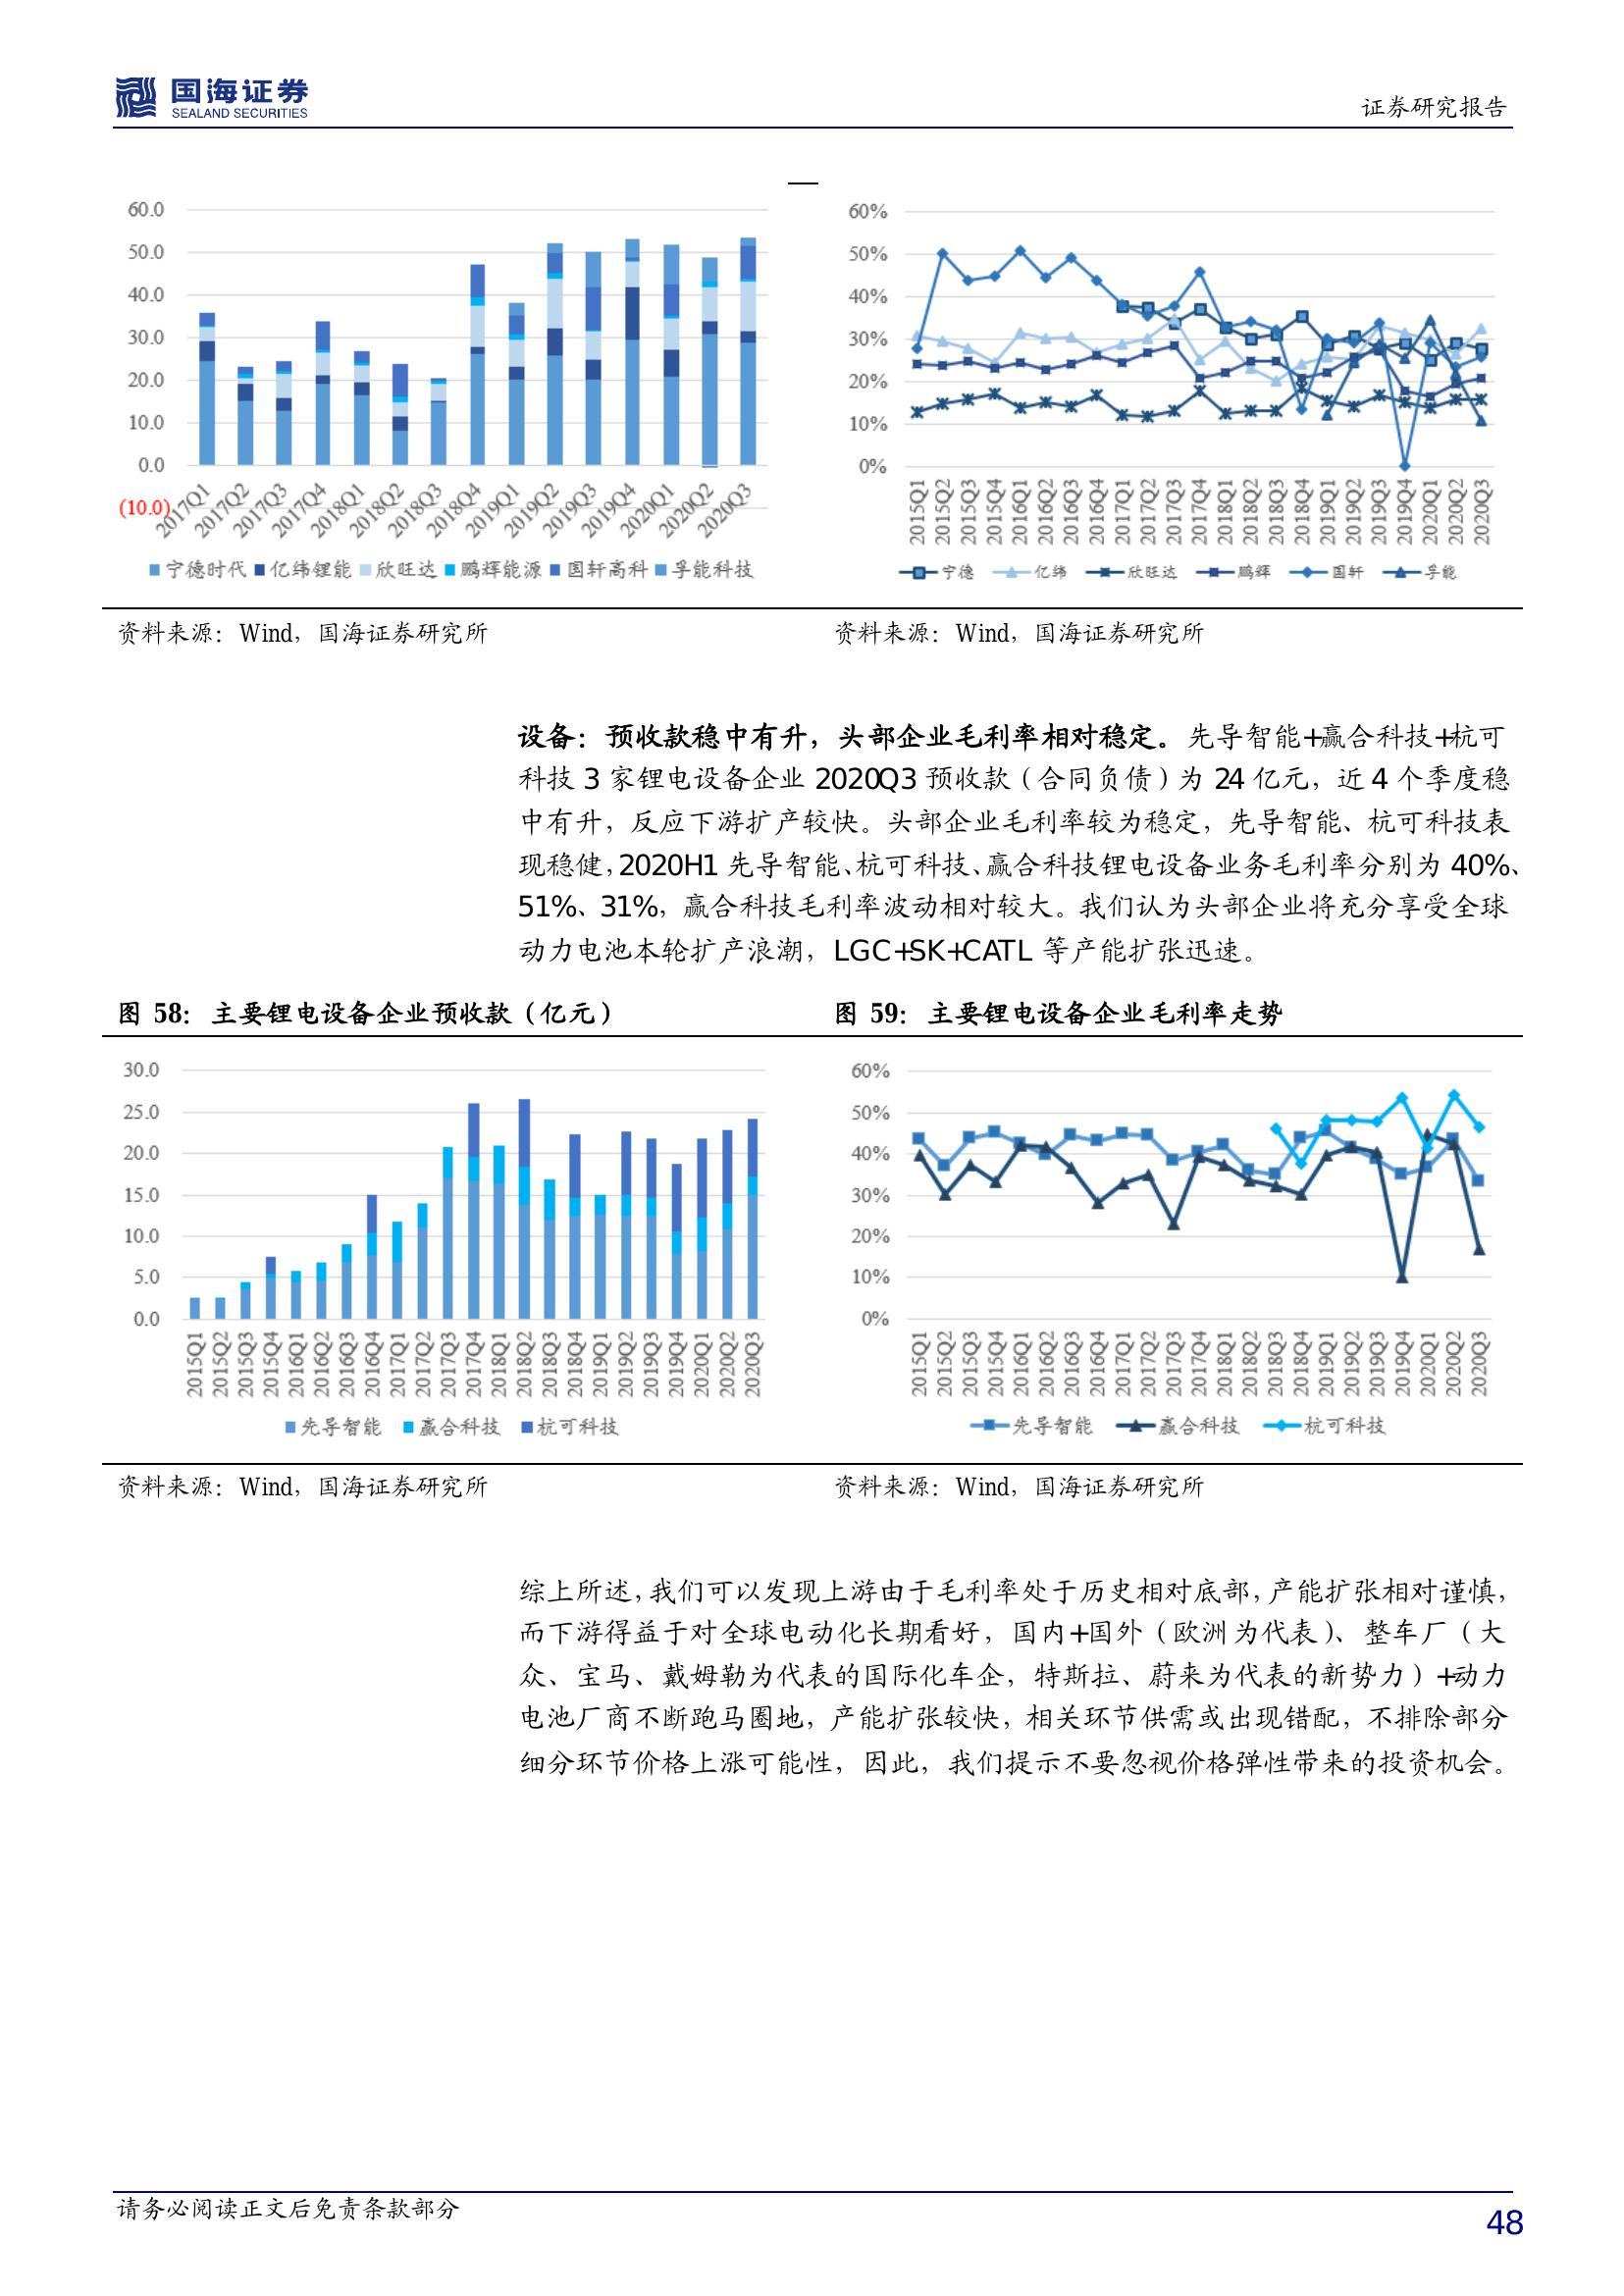 国海证券
SEALAND SECURITIES
证券研究报告
60.0
50.0
40.0
30.0
20.0
10.0
0.0
(10.0)
2017Q1 2017Q2 2017Q3 2017Q4 2018Q1 2018Q2 2018Q3 2018Q4 2019Q1 2019Q2 2019Q3 2019Q4 2020Q1 2020Q2 2020Q3
宁德时代 亿纬锂能 欣旺达 鹏辉能源 国轩高科 孚能科技
60%
50%
40%
30%
20%
10%
0%
2015Q1 2015Q2 2015Q3 2015Q4 2016Q1 2016Q2 2016Q3 2016Q4 2017Q1 2017Q2 2017Q3 2017Q4 2018Q1 2018Q2 2018Q3 2018Q4 2019Q1 2019Q2 2019Q3 2019Q4 2020Q1 2020Q2 2020Q3
宁德 亿纬 欣旺达 鹏辉 国轩 孚能
资料来源：Wind，国海证券研究所
资料来源：Wind，国海证券研究所
设备：预收款稳中有升，头部企业毛利率相对稳定。先导智能+赢合科技+杭可
科技 3 家锂电设备企业 2020Q3 预收款（合同负债）为 24 亿元，近 4 个季度稳
中有升，反应下游扩产较快。头部企业毛利率较为稳定，先导智能、杭可科技表
现稳健，2020H1 先导智能、杭可科技、赢合科技锂电设备业务毛利率分别为 40%、
51%、31%，赢合科技毛利率波动相对较大。我们认为头部企业将充分享受全球
动力电池本轮扩产浪潮，LGC+SK+CATL 等产能扩张迅速。
图 58：主要锂电设备企业预收款（亿元）
图 59：主要锂电设备企业毛利率走势
30.0
25.0
20.0
15.0
10.0
5.0
0.0
2015Q1 2015Q2 2015Q3 2015Q4 2016Q1 2016Q2 2016Q3 2016Q4 2017Q1 2017Q2 2017Q3 2017Q4 2018Q1 2018Q2 2018Q3 2018Q4 2019Q1 2019Q2 2019Q3 2019Q4 2020Q1 2020Q2 2020Q3
先导智能 赢合科技 杭可科技
60%
50%
40%
30%
20%
10%
0%
2015Q1 2015Q2 2015Q3 2015Q4 2016Q1 2016Q2 2016Q3 2016Q4 2017Q1 2017Q2 2017Q3 2017Q4 2018Q1 2018Q2 2018Q3 2018Q4 2019Q1 2019Q2 2019Q3 2019Q4 2020Q1 2020Q2 2020Q3
先导智能 赢合科技 杭可科技
资料来源：Wind，国海证券研究所
资料来源：Wind，国海证券研究所
综上所述，我们可以发现上游由于毛利率处于历史相对底部，产能扩张相对谨慎，
而下游得益于对全球电动化长期看好，国内+国外（欧洲为代表）、整车厂（大
众、宝马、戴姆勒为代表的国际化车企，特斯拉、蔚来为代表的新势力）+动力
电池厂商不断跑马圈地，产能扩张较快，相关环节供需或出现错配，不排除部分
细分环节价格上涨可能性，因此，我们提示不要忽视价格弹性带来的投资机会。
请务必阅读正文后免责条款部分
48